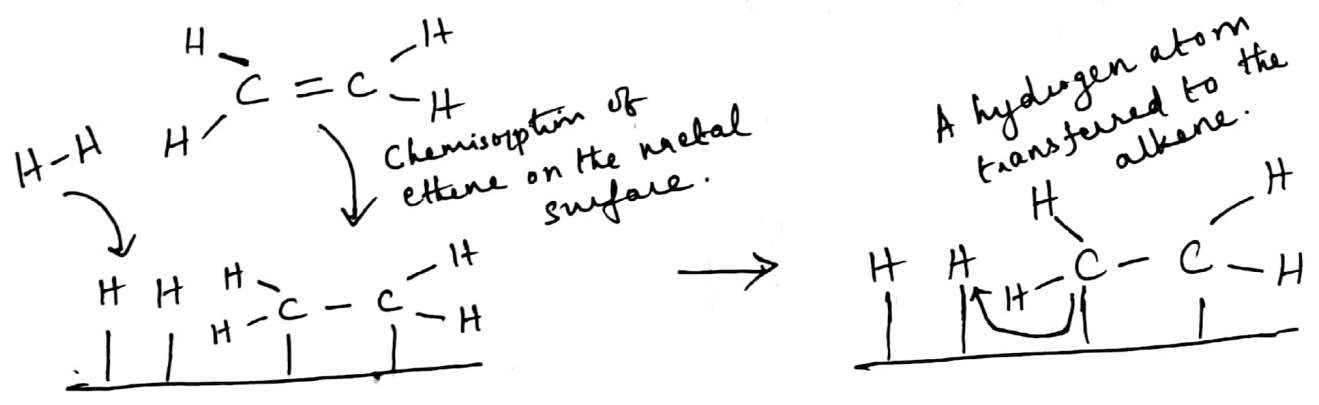 H H
C = C
H H
H-H
Chemisorption of
ethene on the metal
surface.
H H H H
C - C
H H
A hydrogen atom
transferred to the
alkene.
H H
H H C - C
H H